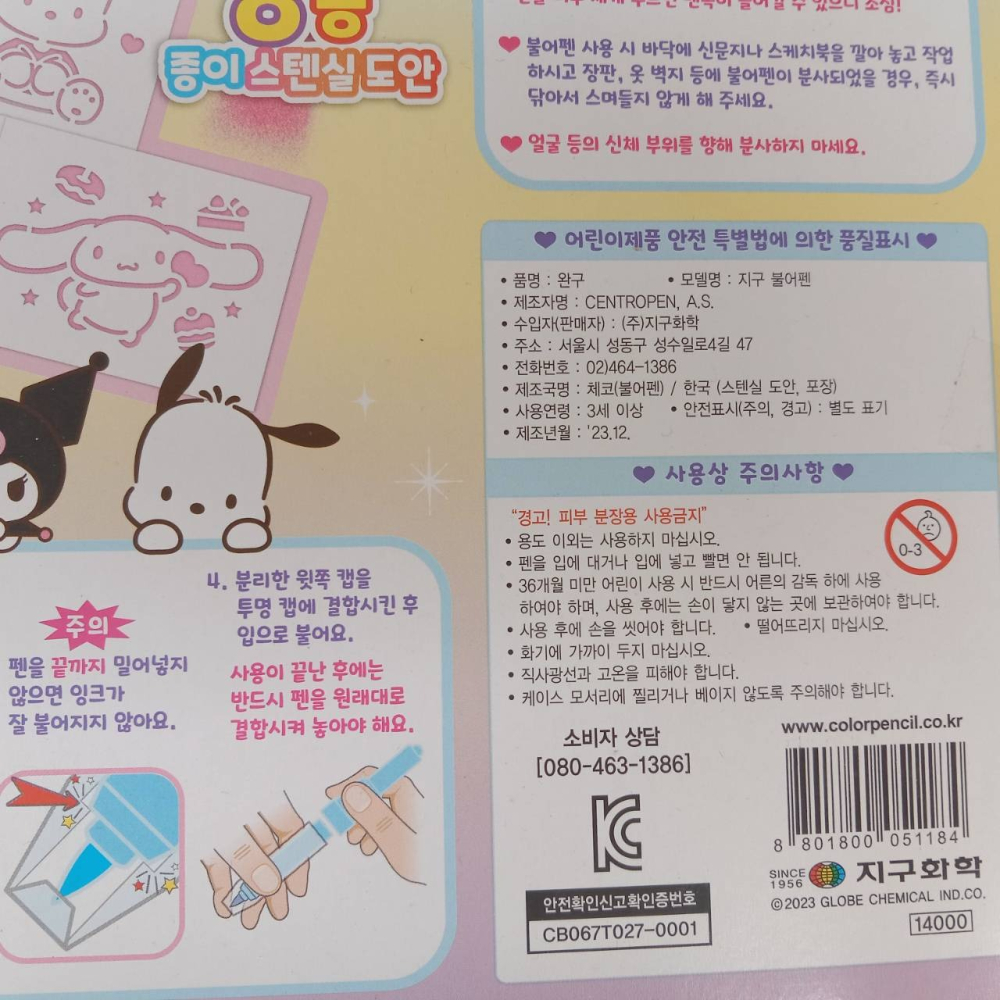 종이 스텐실 도안
불어펜 사용 시 바닥에 신문지나 스케치북을 깔아 놓고 작업
하시고 장판, 옷 벽지 등에 불어펜이 분사되었을 경우, 즉시
닦아서 스며들지 않게 해 주세요.
얼굴 등의 신체 부위를 향해 분사하지 마세요.
어린이제품 안전 특별법에 의한 품질표시
• 품명 : 완구 • 모델명 : 지구 불어펜
• 제조자명 : CENTROPEN, A.S.
• 수입자(판매자) : (주)지구화학
• 주소 : 서울시 성동구 성수일로4길 47
• 전화번호 : 02)464-1386
• 제조국명 : 체코(불어펜) / 한국 (스텐실 도안, 포장)
• 사용연령 : 3세 이상 • 안전표시(주의, 경고) : 별도 표기
• 제조년월 : '23.12.
사용상 주의사항
"경고! 피부 분장용 사용금지"
• 용도 이외는 사용하지 마십시오.
• 펜을 입에 대거나 입에 넣고 빨면 안 됩니다.
• 36개월 미만 어린이 사용 시 반드시 어른의 감독 하에 사용
하여야 하며, 사용 후에는 손이 닿지 않는 곳에 보관하여야 합니다.
• 사용 후에 손을 씻어야 합니다. • 떨어뜨리지 마십시오.
• 화기에 가까이 두지 마십시오.
• 직사광선과 고온을 피해야 합니다.
• 케이스 모서리에 찔리거나 베이지 않도록 주의해야 합니다.
0-3
주의
펜을 끝까지 밀어넣지
않으면 잉크가
잘 불어지지 않아요.
4. 분리한 윗쪽 캡을
투명 캡에 결합시킨 후
입으로 불어요.
사용이 끝난 후에는
반드시 펜을 원래대로
결합시켜 놓아야 해요.
소비자 상담
[080-463-1386]
www.colorpencil.co.kr
8 801800 051184
안전확인신고확인증번호
CB067T027-0001
SINCE
1956
지구화학
©2023 GLOBE CHEMICAL IND.CO.
14000